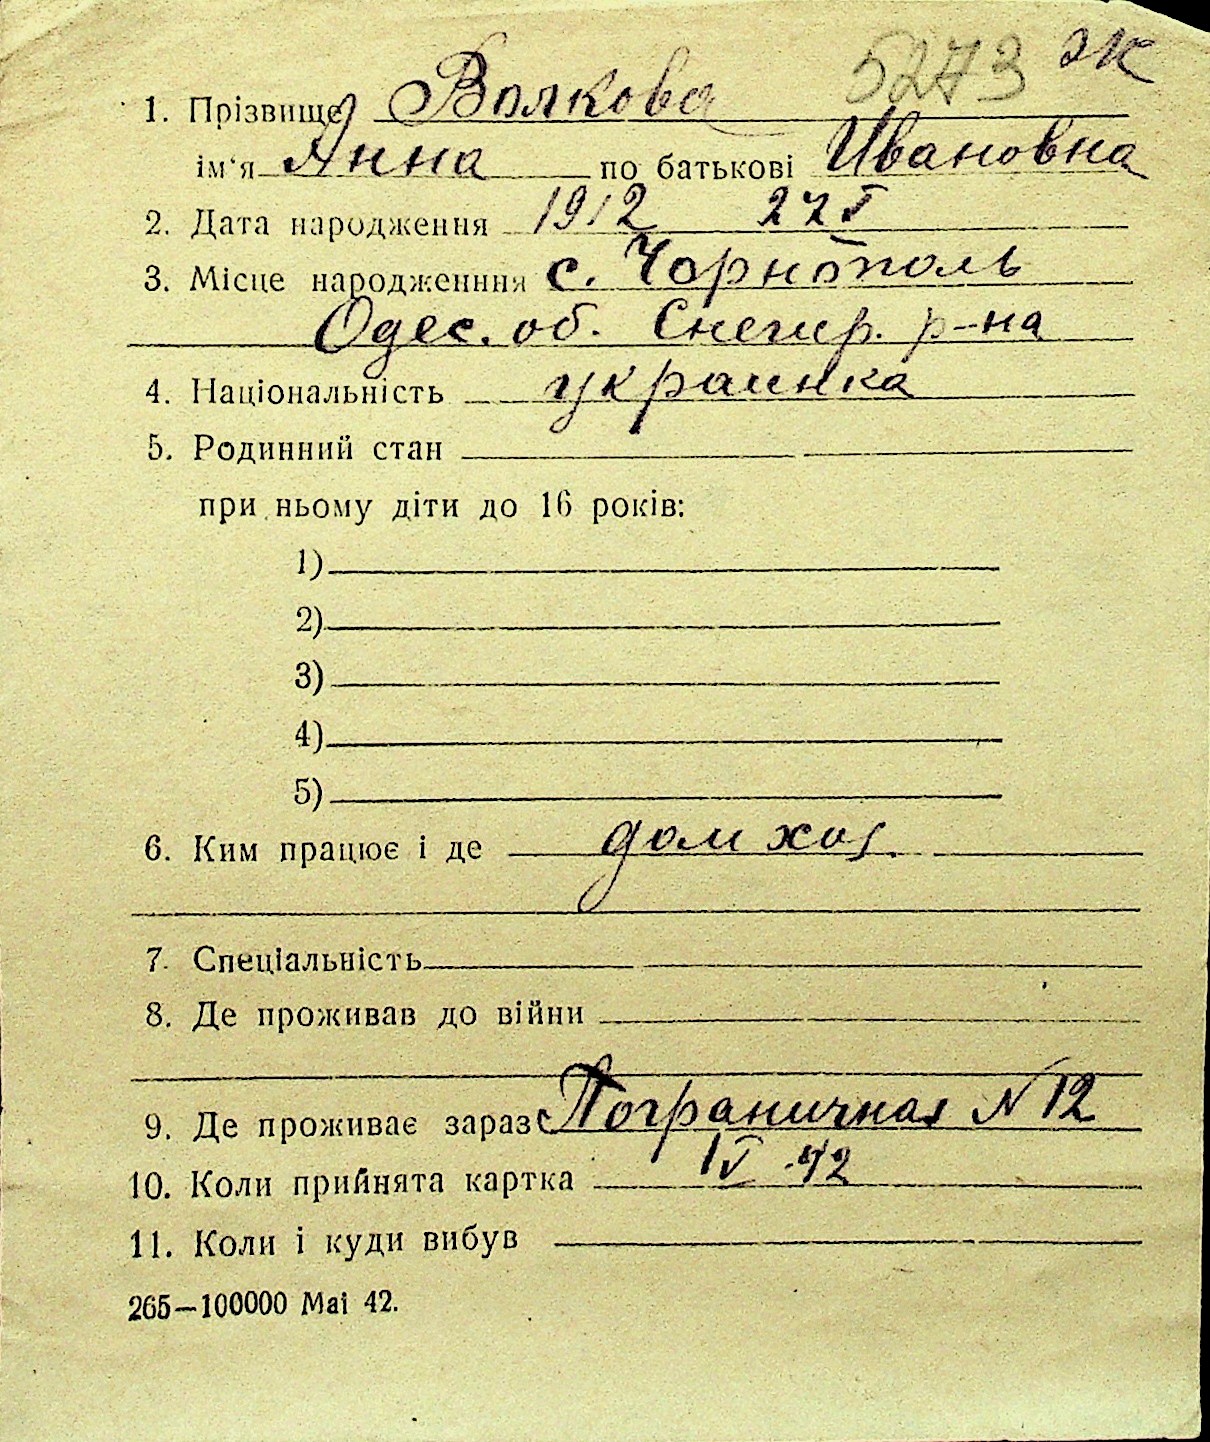 5273 эк
1. Прізвище Волкова
ім'я Анна по батькові Ивановна
2. Дата народження 1912 27 I
3. Місце народженння с. Чорнополь
Одес. об. Снегир. р-на
4. Національність украинка
5. Родинний стан
при ньому діти до 16 років:
1)
2)
3)
4)
5)
6. Ким працює і де дом хоз.
7. Спеціальність
8. Де проживав до війни
9. Де проживає зараз Пограничная N 12
10. Коли прийнята картка 1 V 42
11. Коли і куди вибув
265—100000 Mai 42.